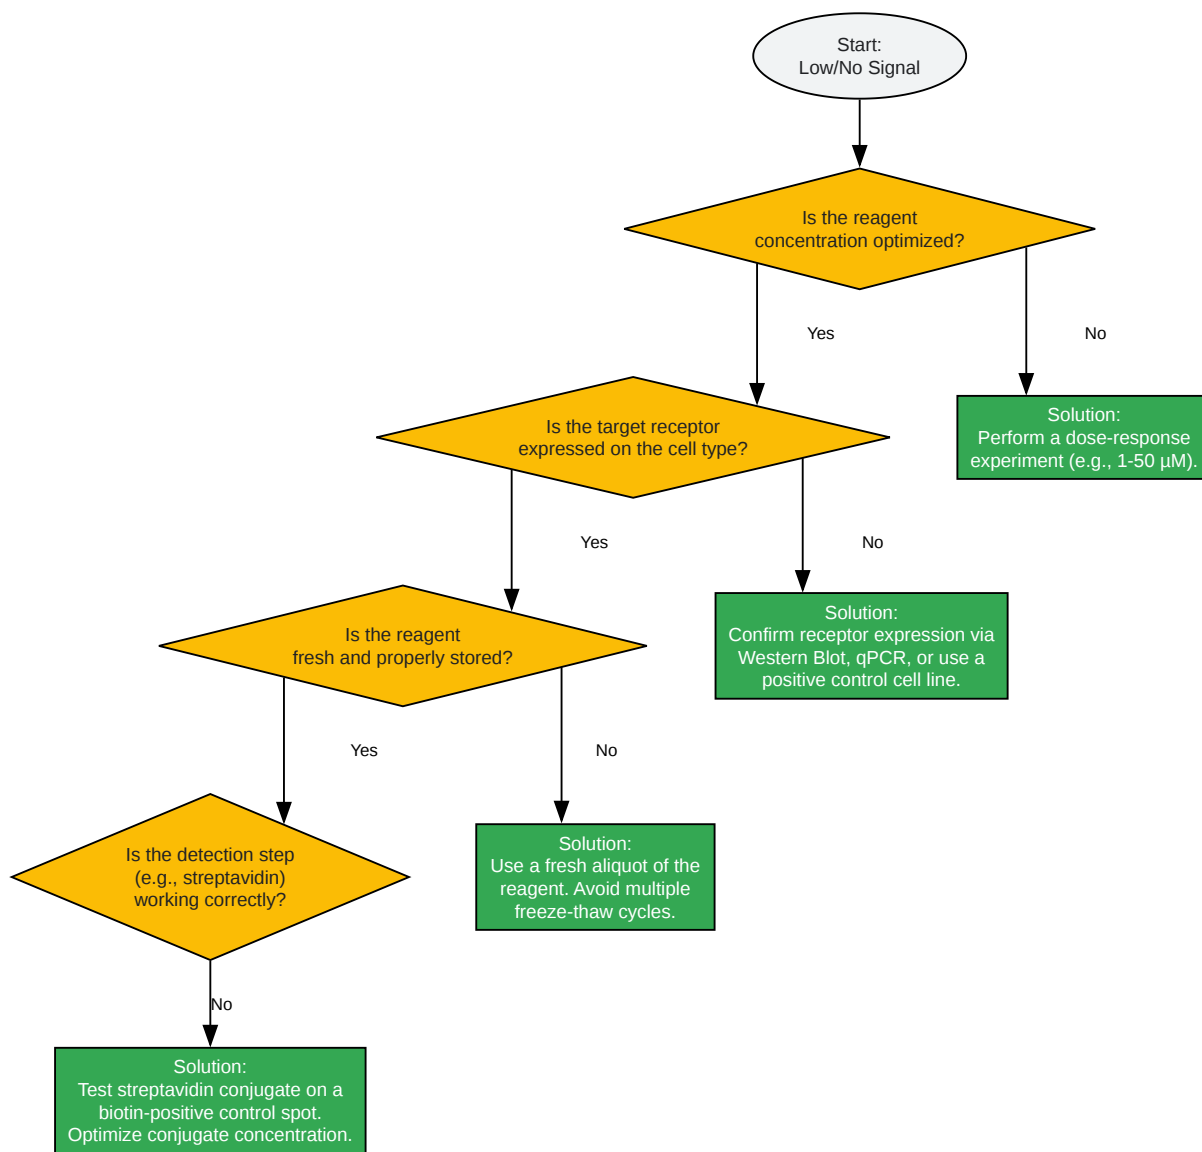 Start:
Low/No Signal
Is the reagent
concentration optimized?
Yes
No
Solution:
Perform a dose-response
experiment (e.g., 1-50 µM).
Is the target receptor
expressed on the cell type?
Yes
No
Solution:
Confirm receptor expression via
Western Blot, qPCR, or use a
positive control cell line.
Is the reagent
fresh and properly stored?
Yes
No
Solution:
Use a fresh aliquot of the
reagent. Avoid multiple
freeze-thaw cycles.
Is the detection step
(e.g., streptavidin)
working correctly?
No
Solution:
Test streptavidin conjugate on a
biotin-positive control spot.
Optimize conjugate concentration.